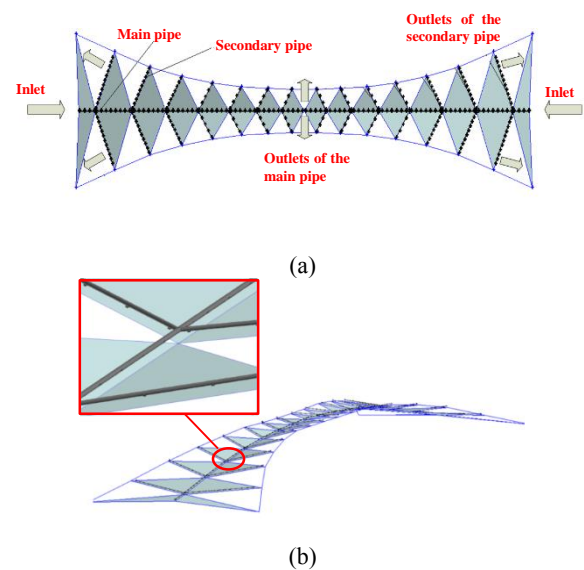 Main pipe
Secondary pipe
Outlets of the
secondary pipe
Inlet
Inlet
Outlets of the
main pipe
(a)
(b)